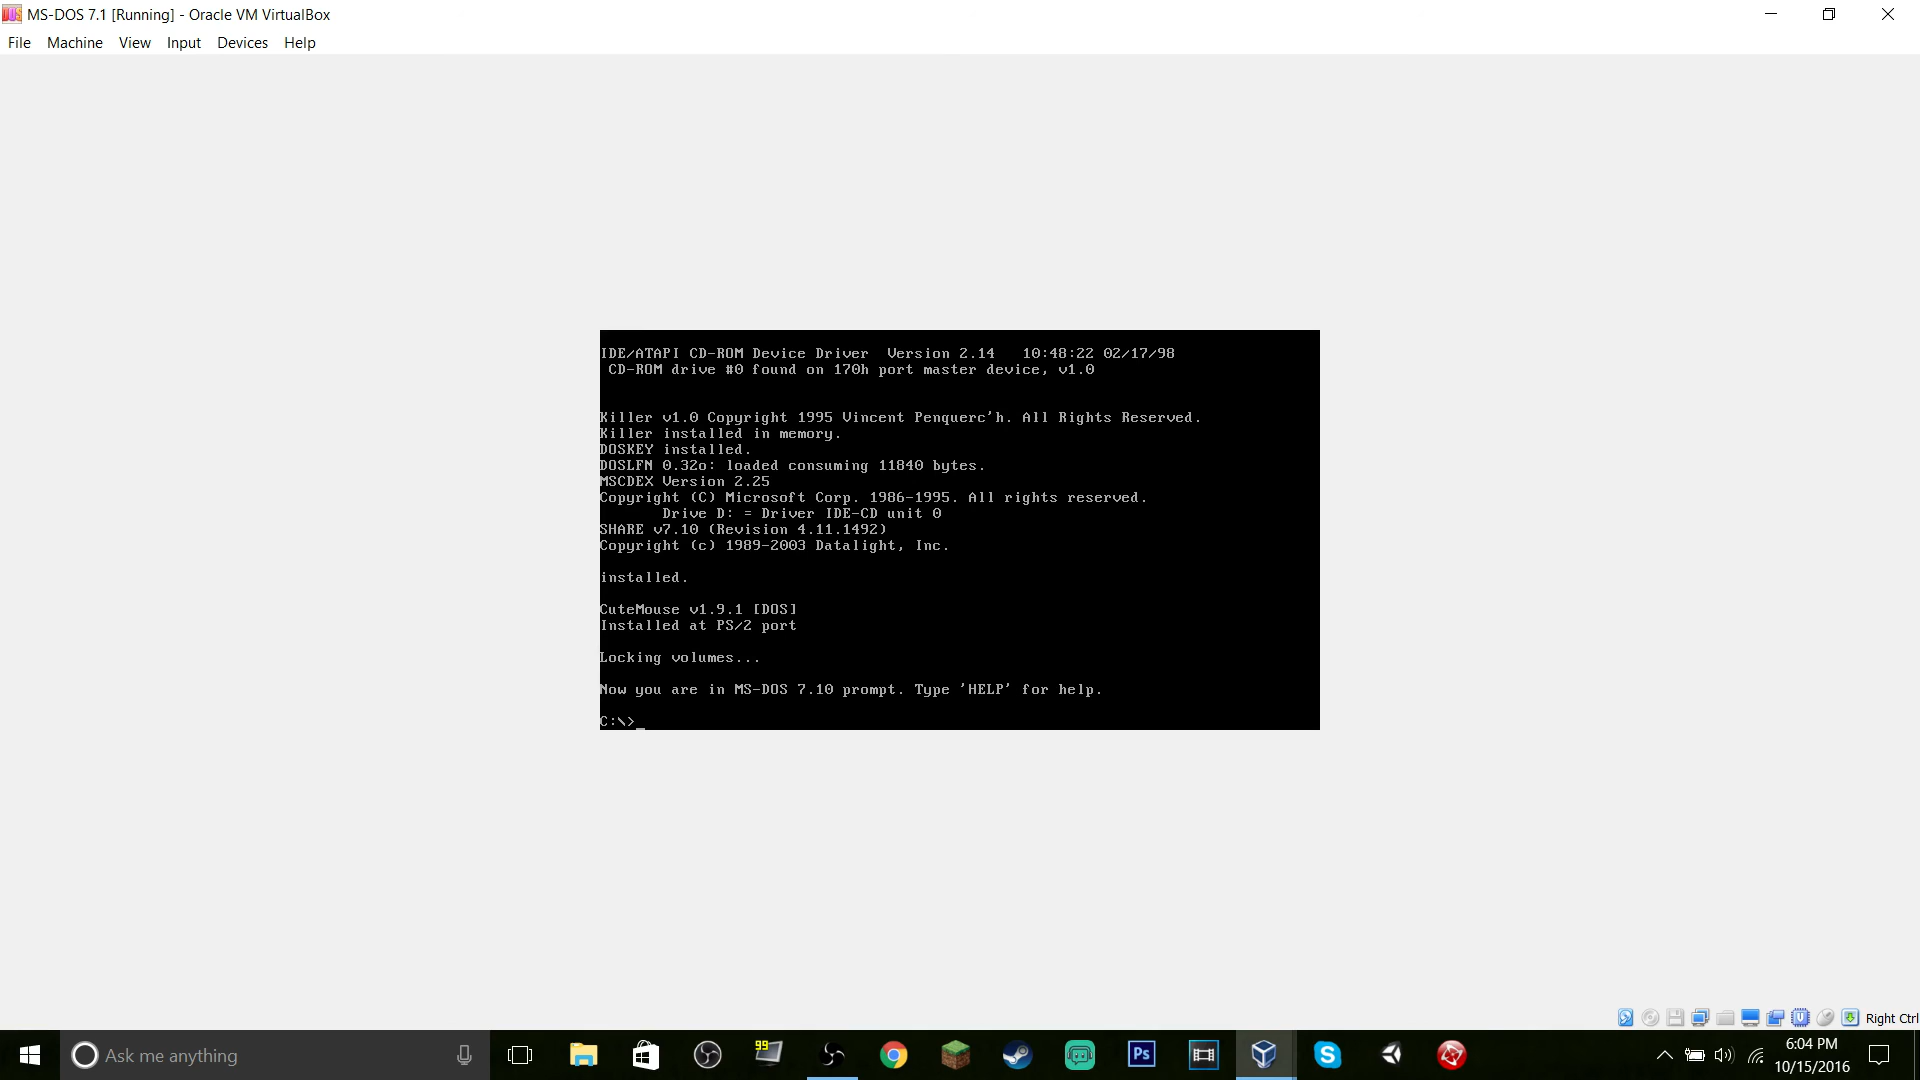 MS-DOS 7.1 [Running] - Oracle VM VirtualBox
File Machine View Input Devices Help
IDE/ATAPI CD-ROM Device Driver Version 2.14 10:48:22 02/17/98
CD-ROM drive #0 found on 170h port master device, v1.0
Killer v1.0 Copyright 1995 Vincent Penquerc'h. All Rights Reserved.
Killer installed in memory.
DOSKEY installed.
DOSLFN 0.32o: loaded consuming 11840 bytes.
MSCDEX Version 2.25
Copyright (C) Microsoft Corp. 1986-1995. All rights reserved.
Drive D: = Driver IDE-CD unit 0
SHARE v7.10 (Revision 4.11.1492)
Copyright (c) 1989-2003 Datalight, Inc.
installed.
CuteMouse v1.9.1 [DOS]
Installed at PS/2 port
Locking volumes...
Now you are in MS-DOS 7.10 prompt. Type 'HELP' for help.
C:\>_
Right Ctrl
Ask me anything
99
Ps
6:04 PM
10/15/2016